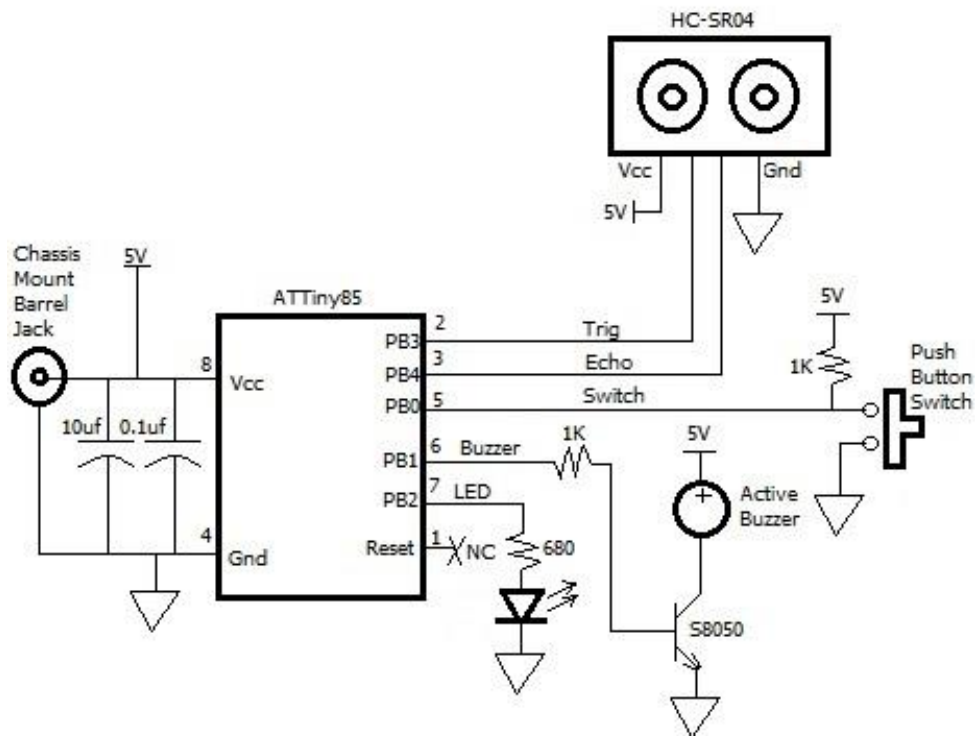 HC-SR04
Vcc
Gnd
5V
Chassis
Mount
Barrel
Jack
5V
ATTiny85
8
Vcc
10uf
0.1uf
4
Gnd
PB3
2
Trig
PB4
3
Echo
PB0
5
Switch
5V
1K
Push
Button
Switch
PB1
6
Buzzer
1K
5V
+
Active
Buzzer
PB2
7
LED
680
Reset
1
NC
S8050